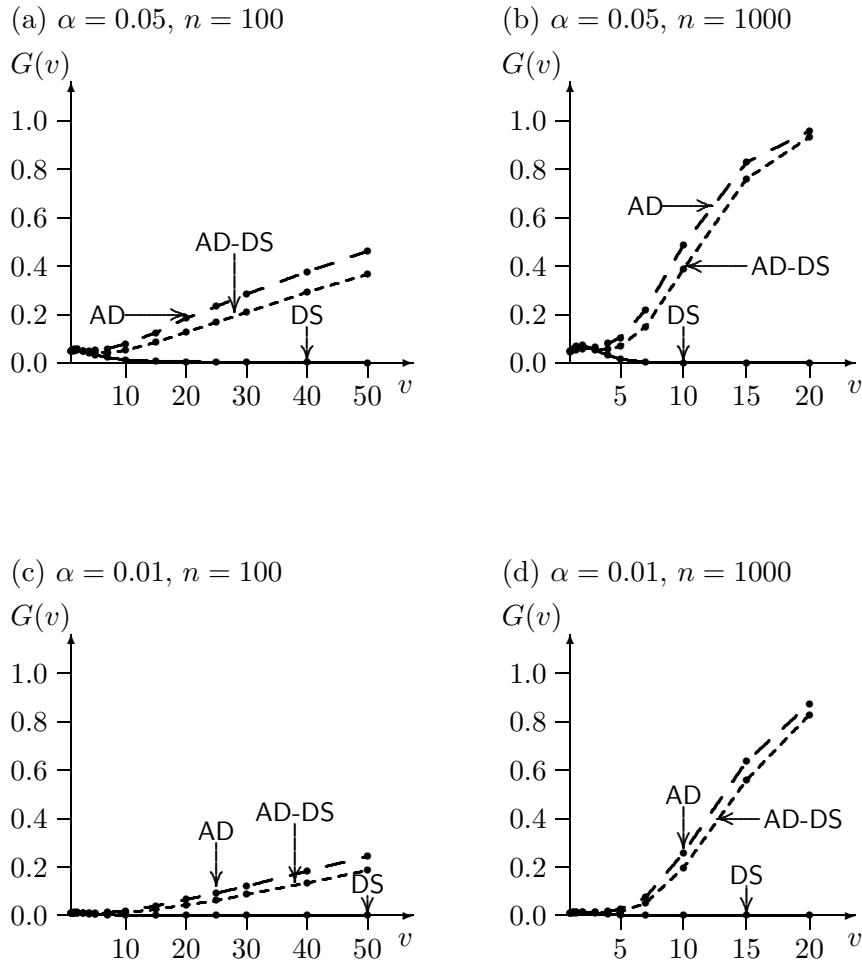 (a) α = 0.05, n = 100
G(v)
1.0
0.8
0.6
0.4
0.2
0.0
AD-DS
AD
DS
10 20 30 40 50 v
(b) α = 0.05, n = 1000
G(v)
1.0
0.8
0.6
0.4
0.2
0.0
AD
AD-DS
DS
5 10 15 20 v
(c) α = 0.01, n = 100
G(v)
1.0
0.8
0.6
0.4
0.2
0.0
AD-DS
AD
DS
10 20 30 40 50 v
(d) α = 0.01, n = 1000
G(v)
1.0
0.8
0.6
0.4
0.2
0.0
AD
AD-DS
DS
5 10 15 20 v